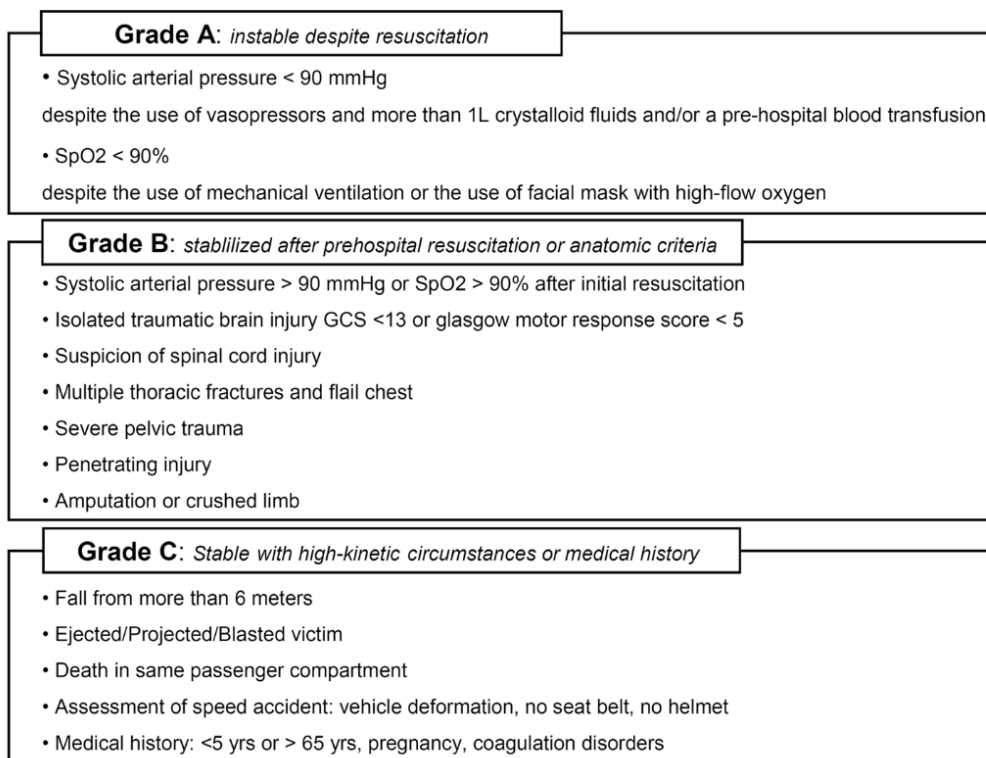 Grade A: instable despite resuscitation
• Systolic arterial pressure < 90 mmHg
despite the use of vasopressors and more than 1L crystalloid fluids and/or a pre-hospital blood transfusion
• SpO2 < 90%
despite the use of mechanical ventilation or the use of facial mask with high-flow oxygen
Grade B: stablilized after prehospital resuscitation or anatomic criteria
• Systolic arterial pressure > 90 mmHg or SpO2 > 90% after initial resuscitation
• Isolated traumatic brain injury GCS <13 or glasgow motor response score < 5
• Suspicion of spinal cord injury
• Multiple thoracic fractures and flail chest
• Severe pelvic trauma
• Penetrating injury
• Amputation or crushed limb
Grade C: Stable with high-kinetic circumstances or medical history
• Fall from more than 6 meters
• Ejected/Projected/Blasted victim
• Death in same passenger compartment
• Assessment of speed accident: vehicle deformation, no seat belt, no helmet
• Medical history: <5 yrs or > 65 yrs, pregnancy, coagulation disorders